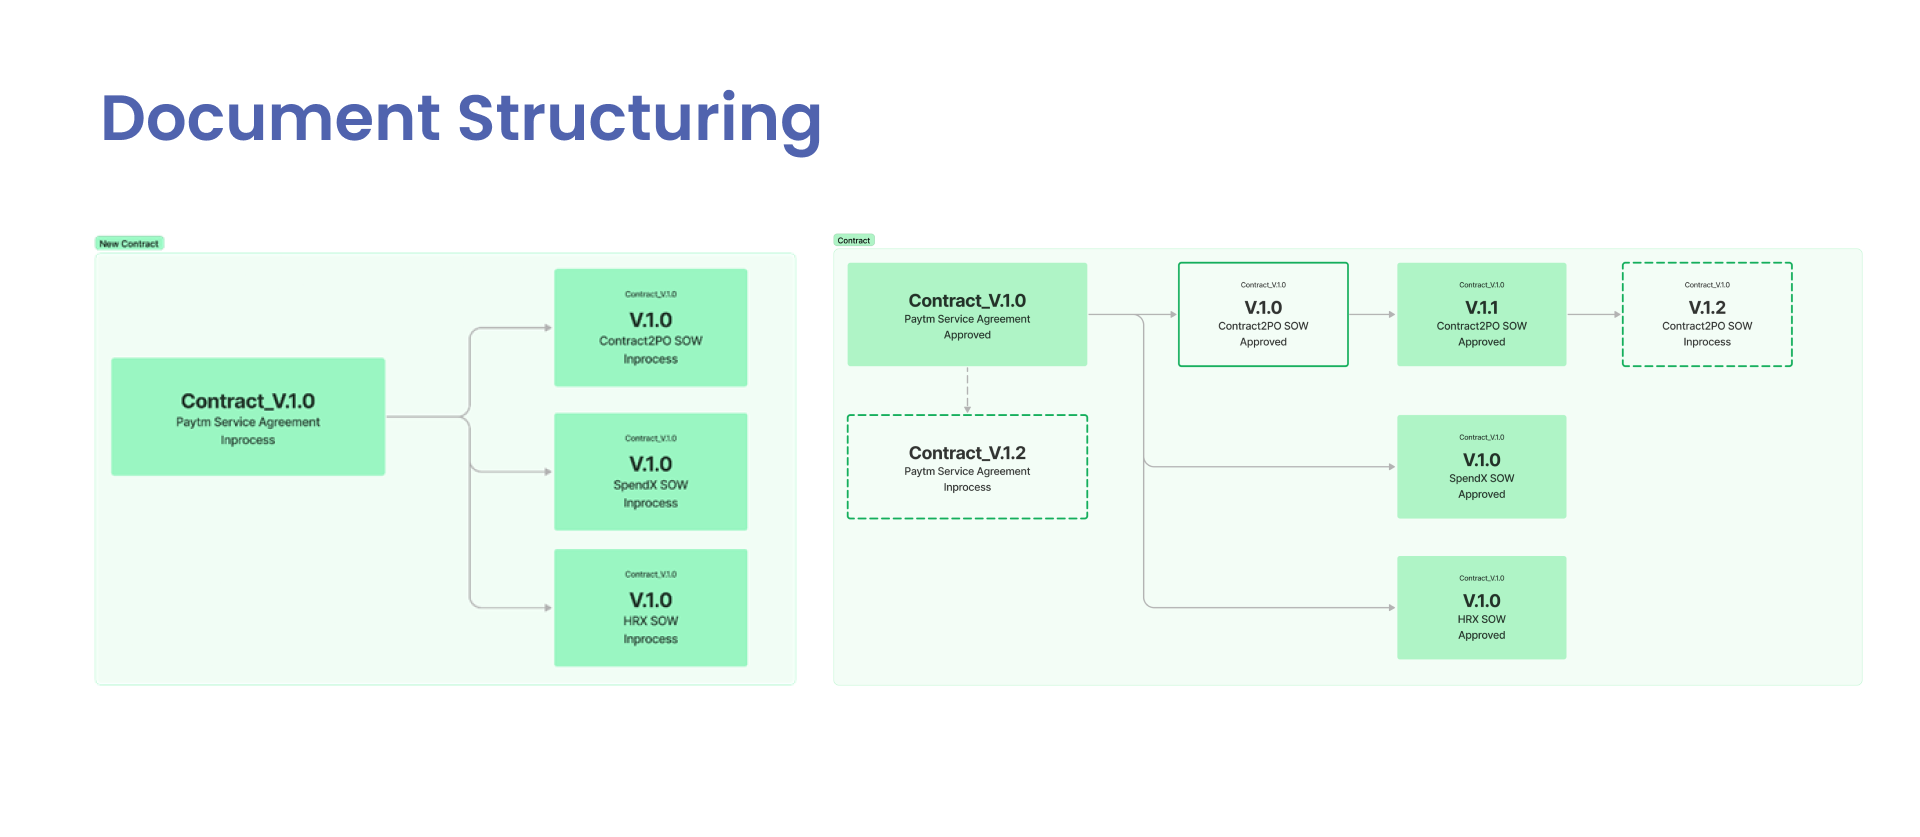 Document Structuring
New Contract
Contract_V.1.0
Paytm Service Agreement
Inprocess
Contract_V.1.0
V.1.0
Contract2PO SOW
Inprocess
Contract_V.1.0
V.1.0
SpendX SOW
Inprocess
Contract_V.1.0
V.1.0
HRX SOW
Inprocess
Contract
Contract_V.1.0
Paytm Service Agreement
Approved
Contract_V.1.0
V.1.0
Contract2PO SOW
Approved
Contract_V.1.0
V.1.1
Contract2PO SOW
Approved
Contract_V.1.0
V.1.2
Contract2PO SOW
Inprocess
Contract_V.1.2
Paytm Service Agreement
Inprocess
Contract_V.1.0
V.1.0
SpendX SOW
Approved
Contract_V.1.0
V.1.0
HRX SOW
Approved